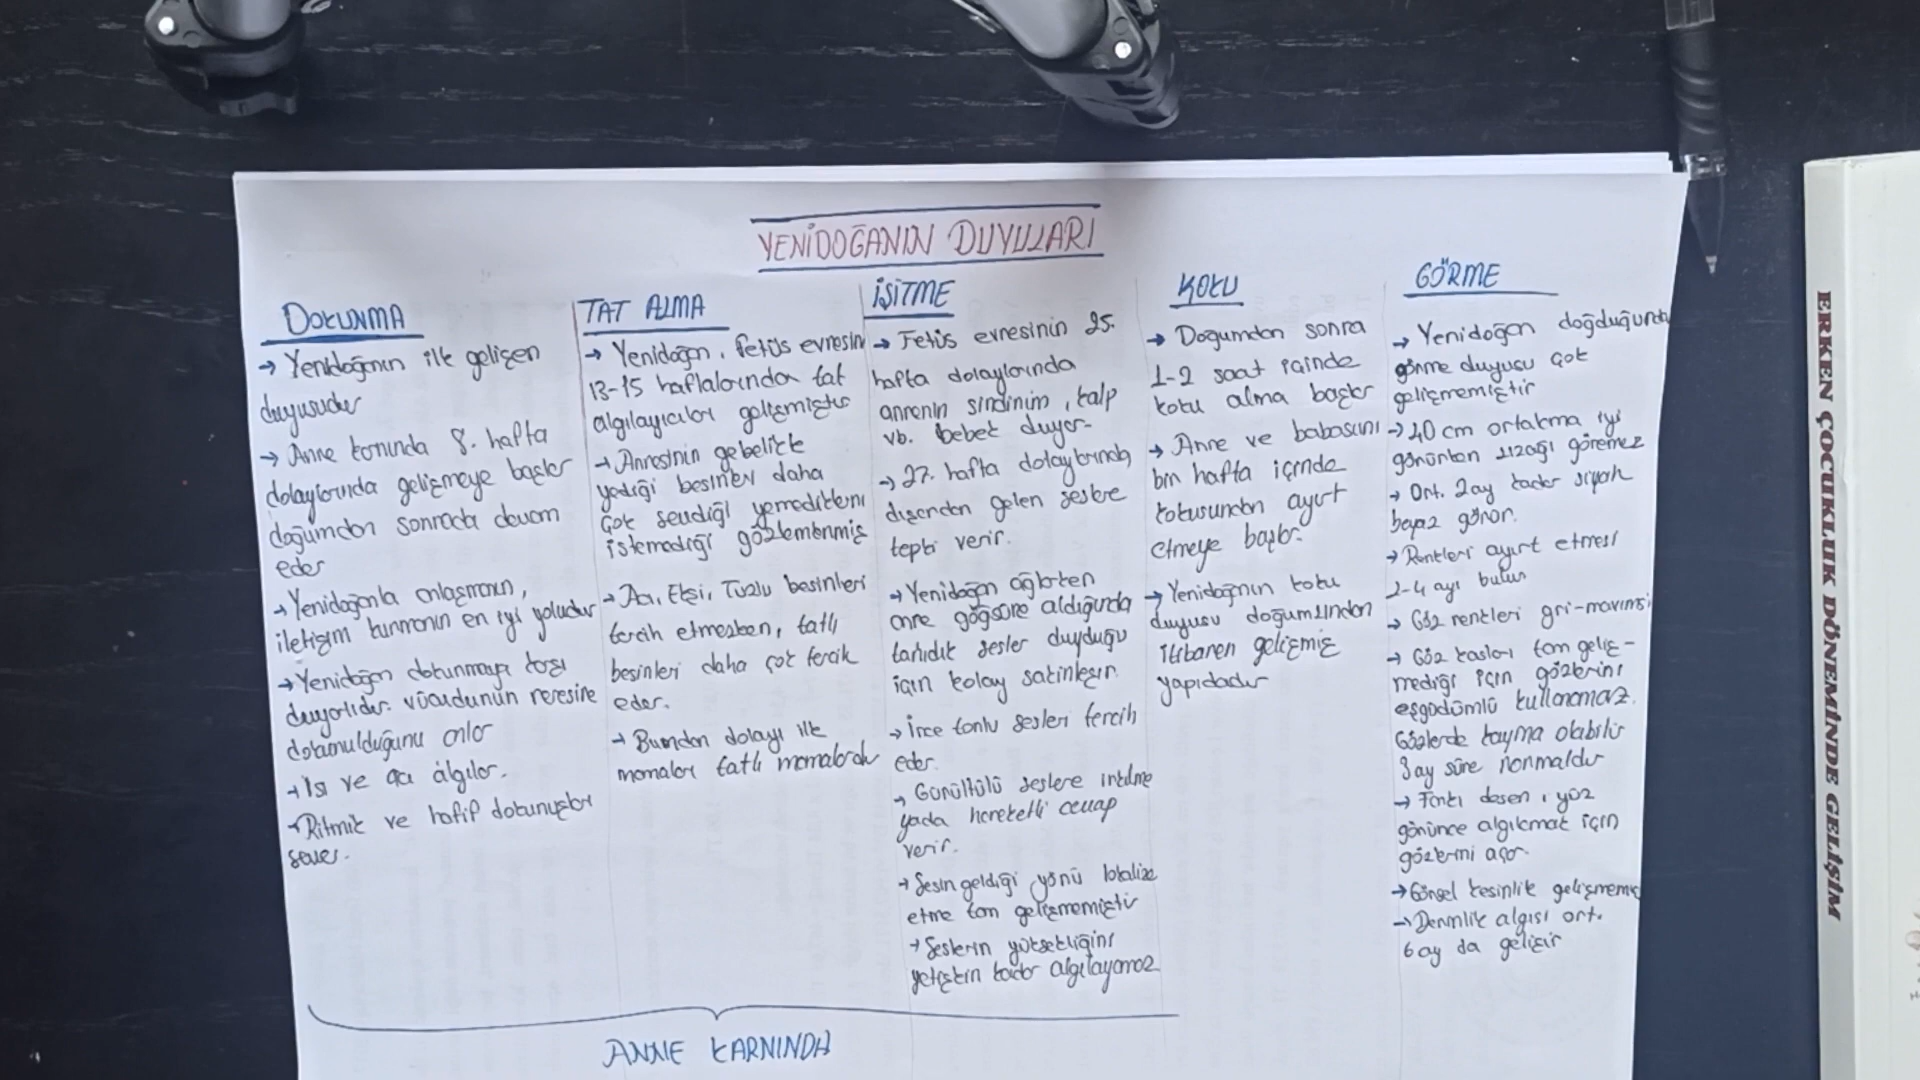 YENİDOĞANIN DUYULARI
DOKUNMA
→ Yenidoğanın ilk gelişen
duyusudur
→ Anne karnında 8. hafta
dolaylarında gelişmeye başlar
doğumdan sonrada devam
eder
→ Yenidoğanla anlaşmanın,
iletişim kurmanın en iyi yoludur
→ Yenidoğan dokunmaya karşı
duyarlıdır. vücudunun neresine
dokunulduğunu anlar
→ Isı ve acı algılar.
→ Ritmik ve hafif dokunuşları
sever.
TAT ALMA
→ Yenidoğan, fetüs evresin
13-15 haftalarında tat
algılayıcıları gelişmiştir
→ Annesinin gebelikte
yediği besinleri daha
çok sevdiği yemediklerini
istemediği gözlemlenmiş
→ Acı, Ekşi, Tuzlu besinleri
tercih etmezken, tatlı
besinleri daha çok tercih
eder.
→ Bundan dolayı ilk
mamaları tatlı mamalardır
İŞİTME
→ Fetüs evresinin 25.
hafta dolaylarında
annenin sindirim, kalp
vb. bebek duyar.
→ 27. hafta dolaylarında
dışarıdan gelen seslere
tepki verir.
→ Yenidoğan ağlarken
anne göğsüne aldığında
tanıdık sesler duyduğu
için kolay sakinleşir.
→ İnce tonlu sesleri tercih
eder.
→ Gürültülü seslere irkilme
yada hareketli cevap
verir.
→ Sesin geldiği yönü lokalize
etme tam gelişmemiştir
→ Seslerin yüksekliğini
yetişkin kadar algılayamaz
KOKU
→ Doğumdan sonra
1-2 saat içinde
koku alma başlar
→ Anne ve babasını
bir hafta içinde
kokusundan ayırt
etmeye başlar.
→ Yenidoğanın koku
duyusu doğumundan
itibaren gelişmiş
yapıdadır
GÖRME
→ Yenidoğan doğduğunda
görme duyusu çok
gelişmemiştir
→ 20 cm ortalama iyi
görürken uzağı göremez
→ Ort. 2 ay kadar siyah
beyaz görür.
→ Renkleri ayırt etmesi
2-4 ayı bulur
→ Göz renkleri gri-mavimsi
→ Göz kasları tam geliş-
mediği için gözlerini
eşgüdümlü kullanamaz.
Gözlerde kayma olabilir
3 ay süre normaldir
→ Farklı desen, yüz
görünce algılamak için
gözlerini açar
→ Görsel kesinlik gelişmemiş
→ Derinlik algısı ort.
6 ay da gelişir
ANNE KARNINDA
ERKEN ÇOCUKLUK DÖNEMİNDE GELİŞİM